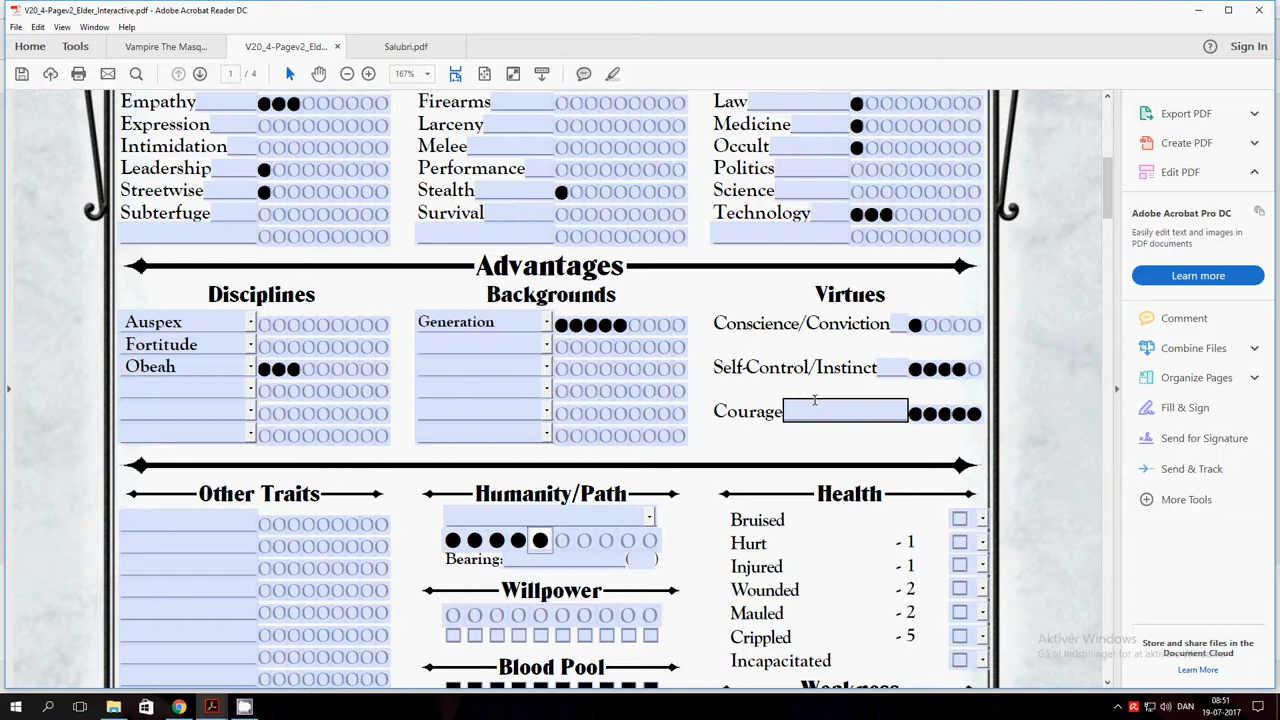 V20_4-Pagev2_Elder_Interactive.pdf - Adobe Acrobat Reader DC
File Edit View Window Help
Home Tools Vampire The Masq... V20_4-Pagev2_Eld... × Salubri.pdf Sign In
1 / 4 167%
Empathy Firearms Law
Expression Larceny Medicine
Intimidation Melee Occult
Leadership Performance Politics
Streetwise Stealth Science
Subterfuge Survival Technology
Advantages
Disciplines Backgrounds Virtues
Auspex Generation Conscience/Conviction
Fortitude
Obeah Self-Control/Instinct
Courage
Other Traits Humanity/Path Health
Bruised
Hurt - 1
Bearing: ( ) Injured - 1
Willpower Wounded - 2
Mauled - 2
Crippled - 5
Blood Pool Incapacitated
Weakness
Export PDF
Create PDF
Edit PDF
Adobe Acrobat Pro DC
Easily edit text and images in
PDF documents
Learn more
Comment
Combine Files
Organize Pages
Fill & Sign
Send for Signature
Send & Track
More Tools
Aktiver Windows
Gå til Indstillinger for at
Store and share files in the
Document Cloud
Learn More
DAN 08:51
19-07-2017